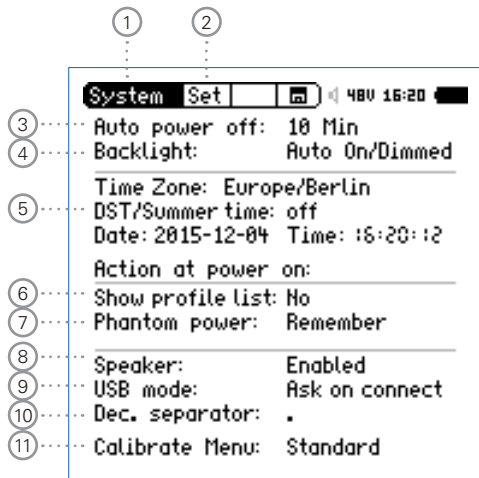 1 2
System Set 48V 16:20
3 Auto power off: 10 Min
4 Backlight: Auto On/Dimmed
Time Zone: Europe/Berlin
5 DST/Summer time: off
Date: 2015-12-04 Time: 16:20:12
Action at power on:
6 Show profile list: No
7 Phantom power: Remember
8 Speaker: Enabled
9 USB mode: Ask on connect
10 Dec. separator: .
11 Calibrate Menu: Standard